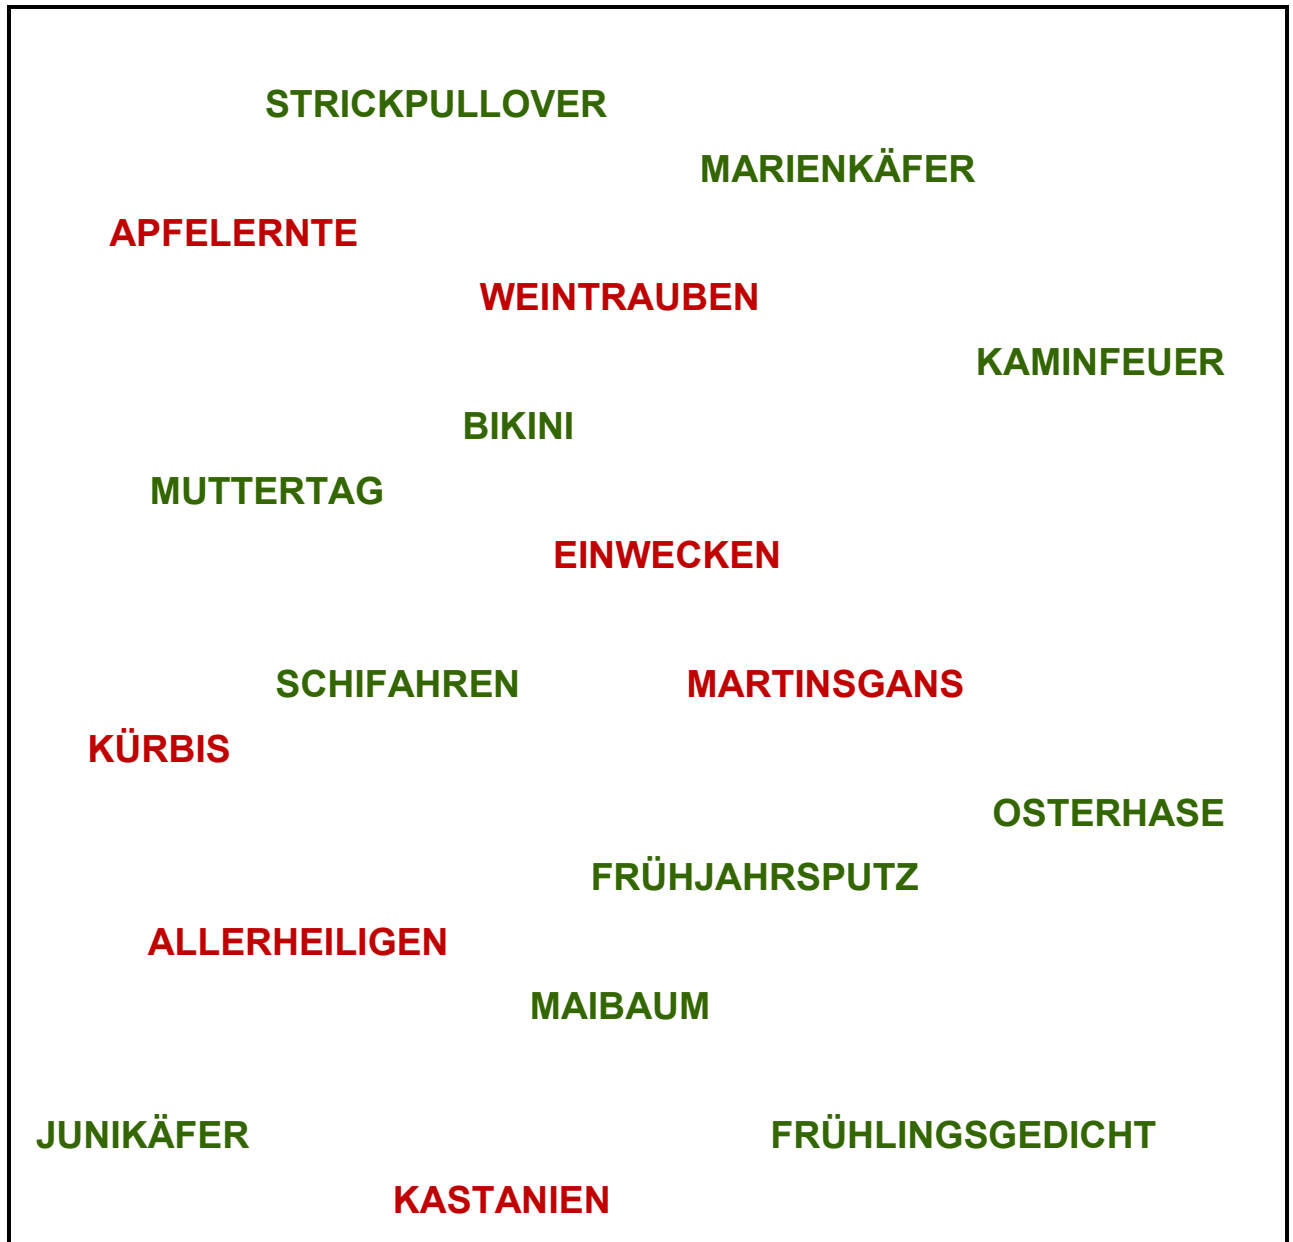 STRICKPULLOVER
MARIENKÄFER
APFELERNTE
WEINTRAUBEN
KAMINFEUER
BIKINI
MUTTERTAG
EINWECKEN
SCHIFAHREN MARTINSGANS
KÜRBIS
OSTERHASE
FRÜHJAHRSPUTZ
ALLERHEILIGEN
MAIBAUM
JUNIKÄFER FRÜHLINGSGEDICHT
KASTANIEN